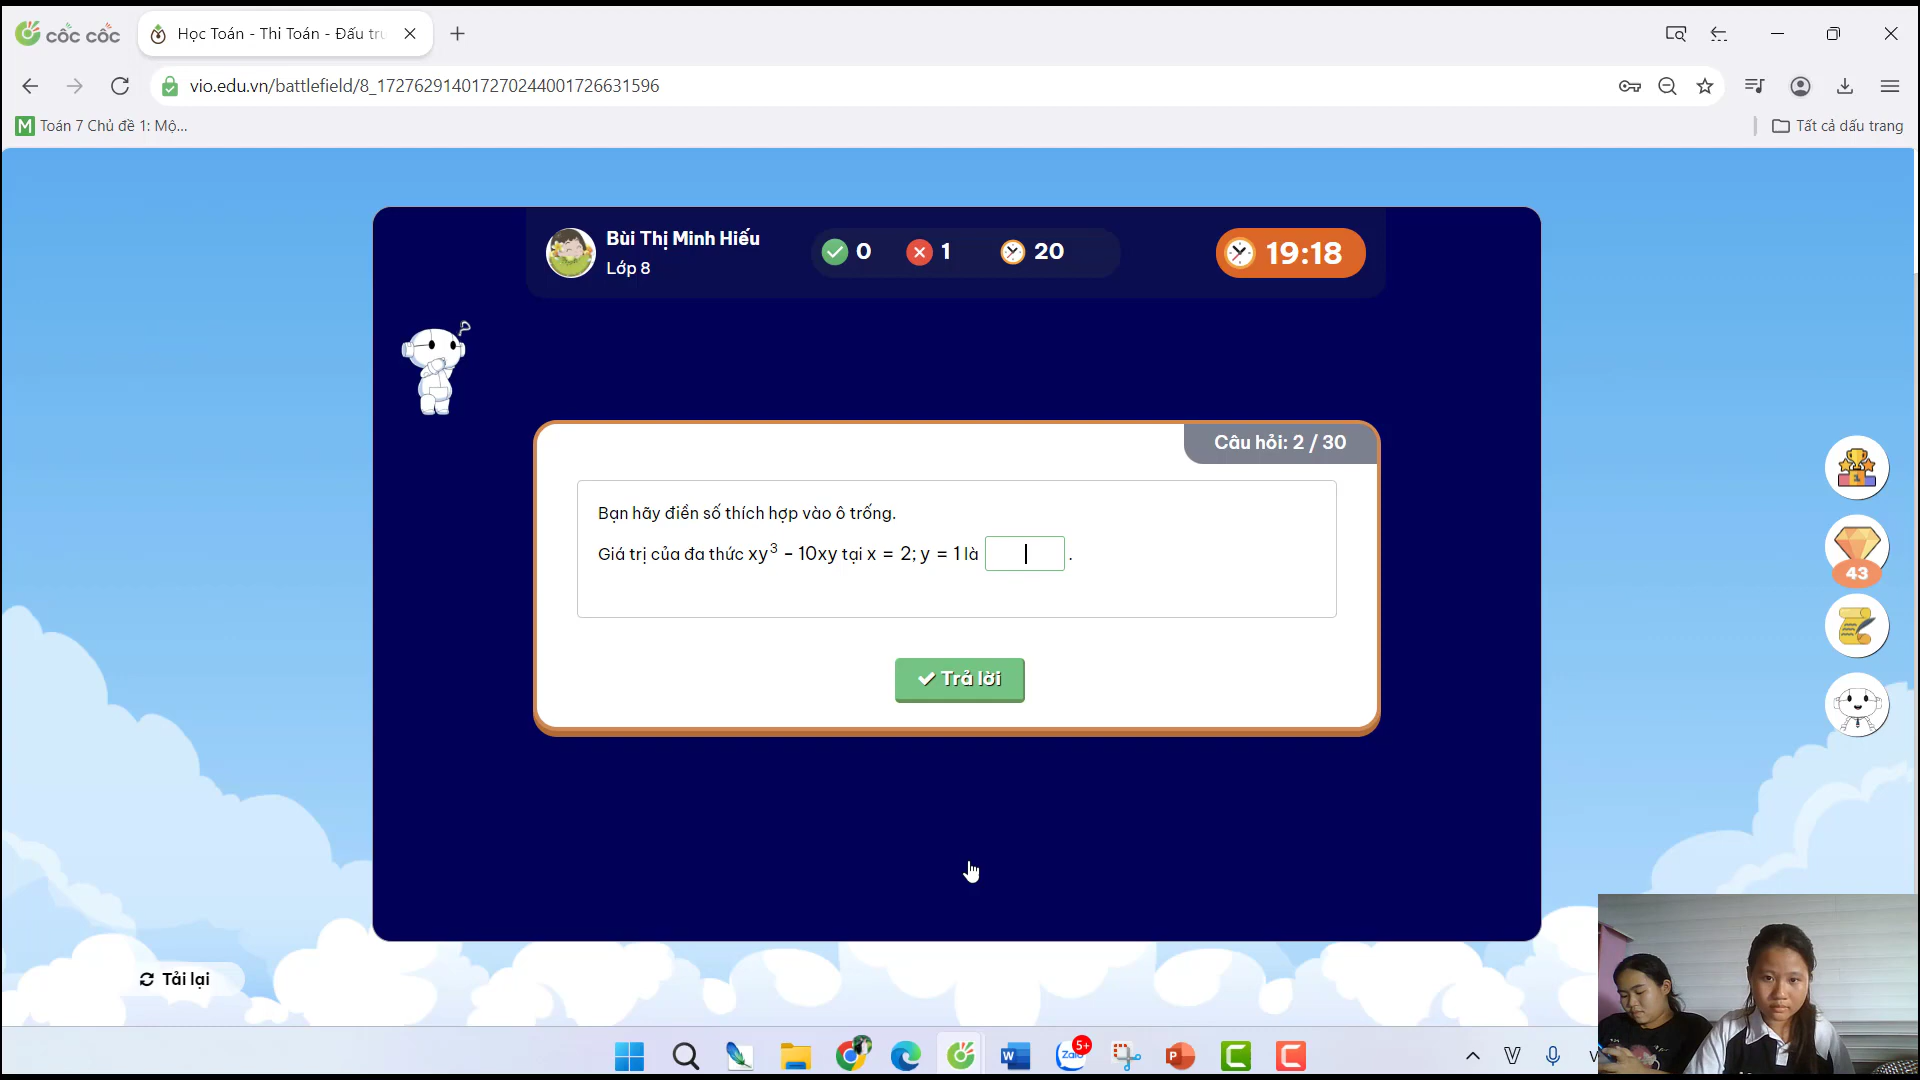 cốc cốc
Học Toán - Thi Toán - Đấu trư
vio.edu.vn/battlefield/8_172762914017270244001726631596
Toán 7 Chủ đề 1: Mộ...
Tất cả dấu trang
Bùi Thị Minh Hiếu
Lớp 8
0
1
20
19:18
Câu hỏi: 2 / 30
Bạn hãy điền số thích hợp vào ô trống.
Giá trị của đa thức xy³ - 10xy tại x = 2; y = 1 là .
Trả lời
43
Tải lại
Zalo
5+